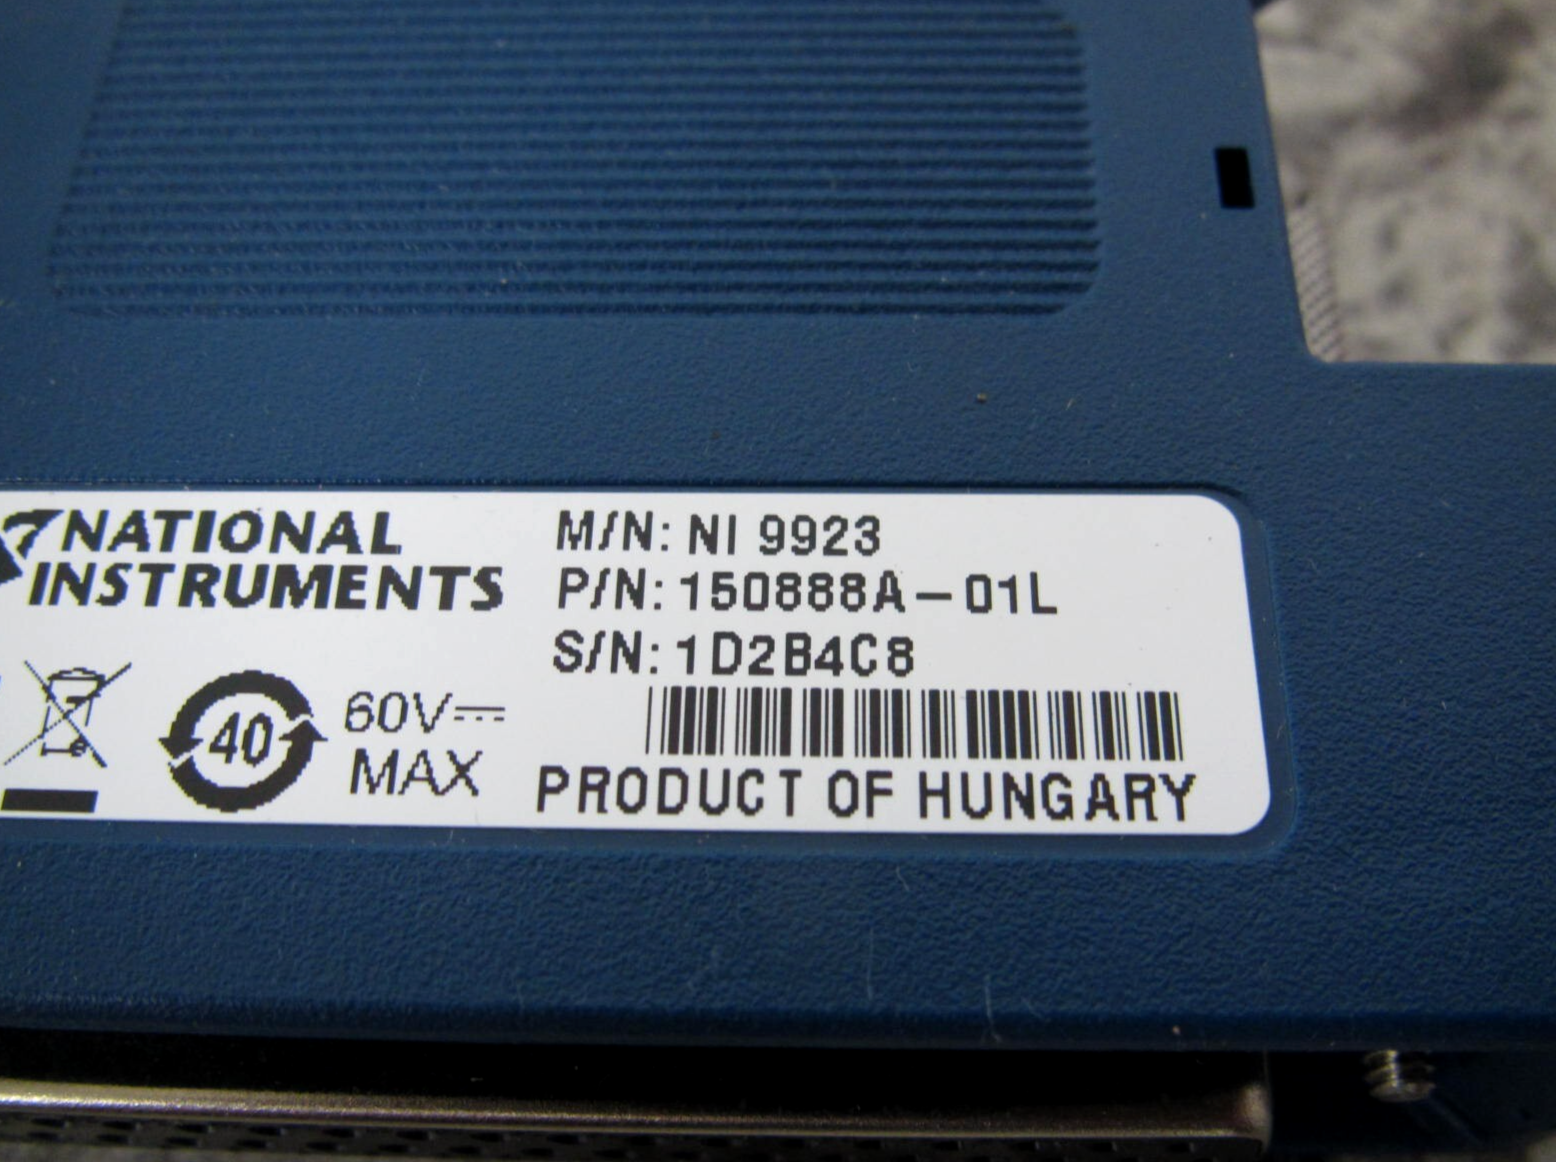 NATIONAL
INSTRUMENTS
M/N: NI 9923
P/N: 150888A-01L
S/N: 1D2B4C8
40
60V
MAX
PRODUCT OF HUNGARY